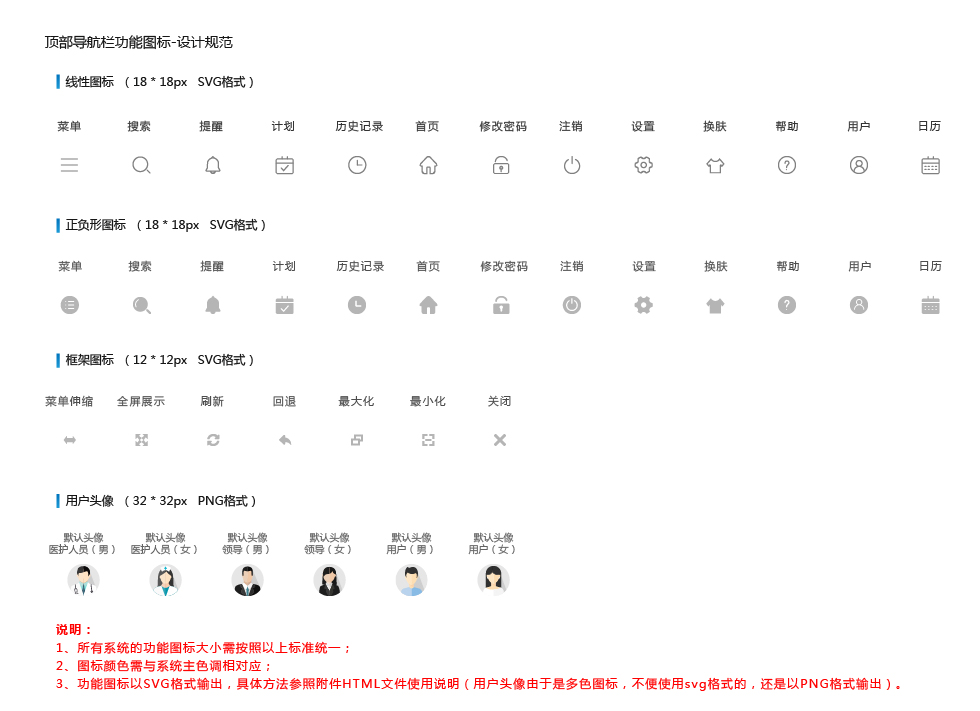 顶部导航栏功能图标-设计规范
线性图标 （18 * 18px SVG格式）
菜单 搜索 提醒 计划 历史记录 首页 修改密码 注销 设置 换肤 帮助 用户 日历
正负形图标 （18 * 18px SVG格式）
菜单 搜索 提醒 计划 历史记录 首页 修改密码 注销 设置 换肤 帮助 用户 日历
框架图标 （12 * 12px SVG格式）
菜单伸缩 全屏展示 刷新 回退 最大化 最小化 关闭
用户头像 （32 * 32px PNG格式）
默认头像 默认头像 默认头像 默认头像 默认头像 默认头像
医护人员（男） 医护人员（女） 领导（男） 领导（女） 用户（男） 用户（女）
说明：
1、所有系统的功能图标大小需按照以上标准统一；
2、图标颜色需与系统主色调相对应；
3、功能图标以SVG格式输出，具体方法参照附件HTML文件使用说明（用户头像由于是多色图标，不便使用svg格式的，还是以PNG格式输出）。